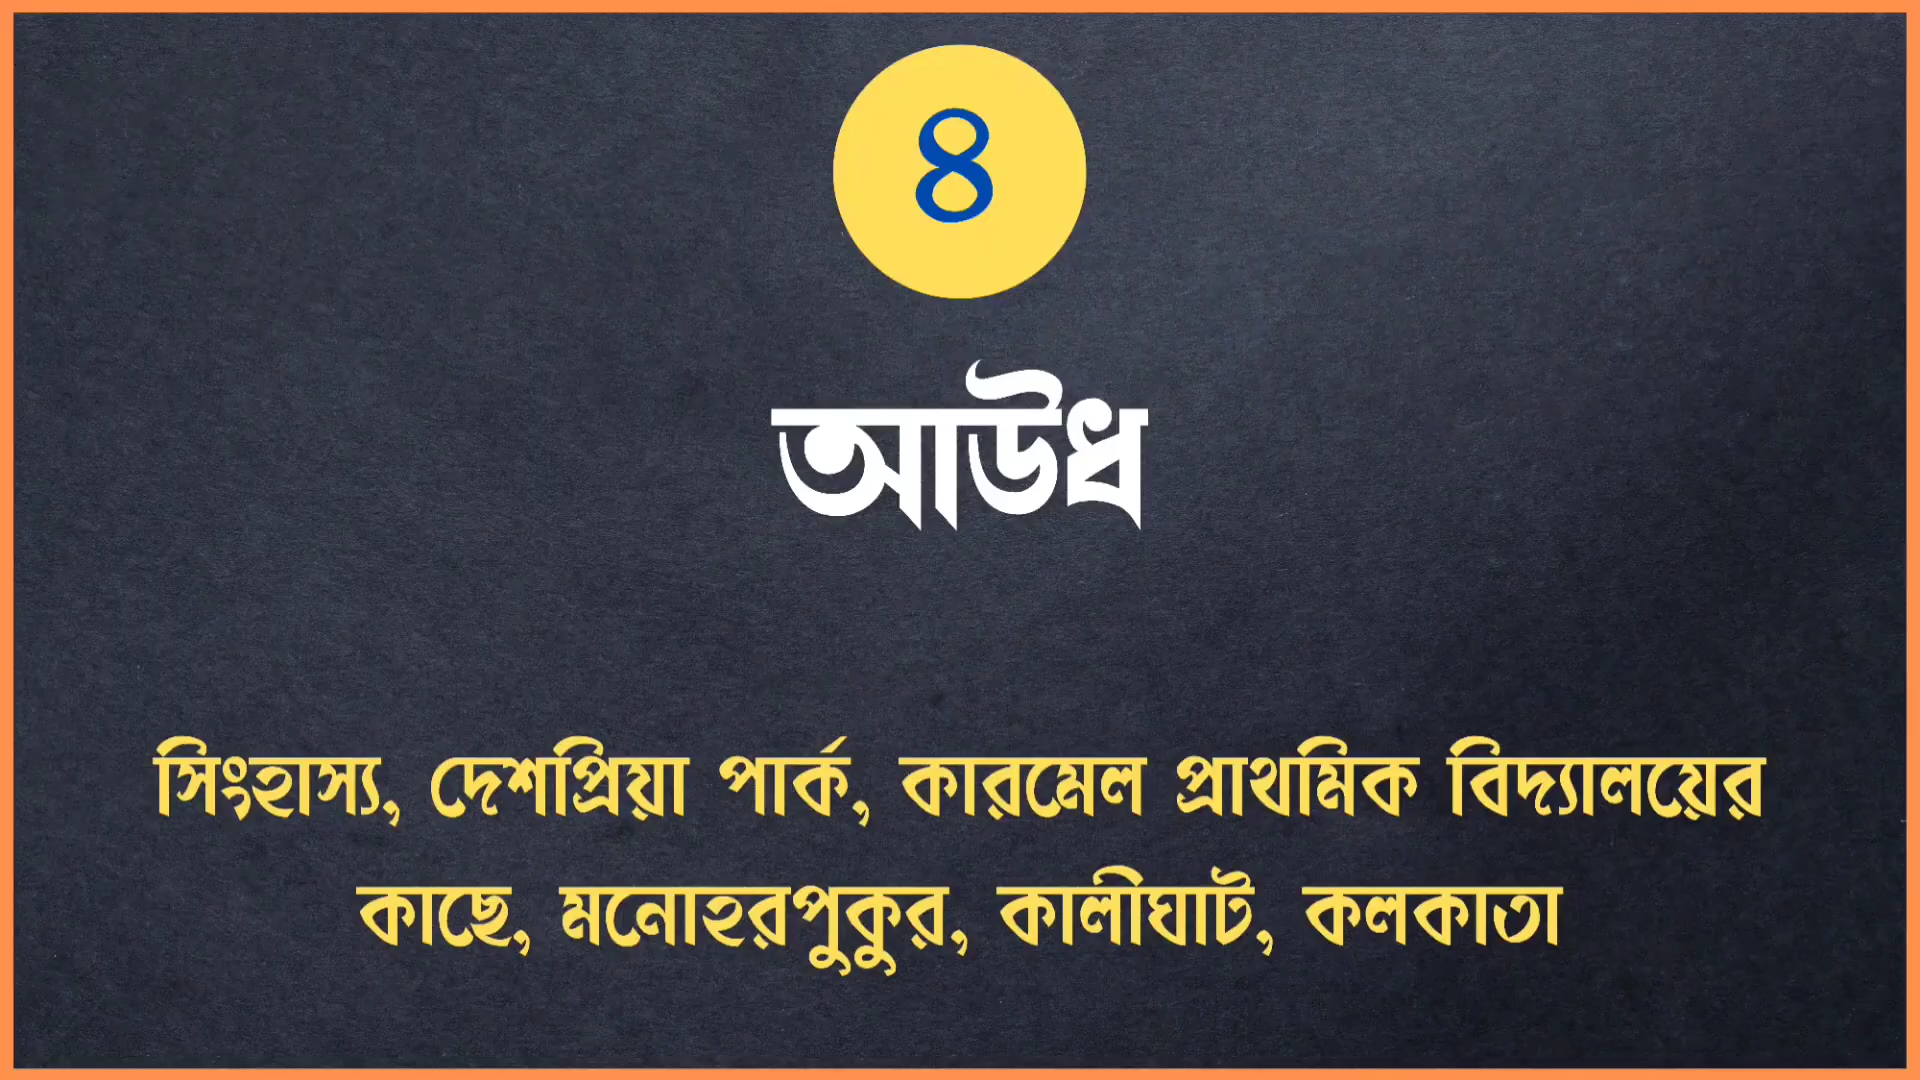 ৪
আউধ
সিংহাস্য, দেশপ্রিয়া পার্ক, কারমেল প্রাথমিক বিদ্যালয়ের
কাছে, মনোহরপুকুর, কালীঘাট, কলকাতা